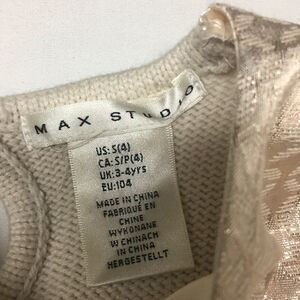 MAX STUDIO
US: S(4)
CA: S/P(4)
UK: 3-4yrs
EU: 104
MADE IN CHINA
FABRIQUÉ EN
CHINE
WYKONANE
W CHINACH
IN CHINA
HERGESTELLT